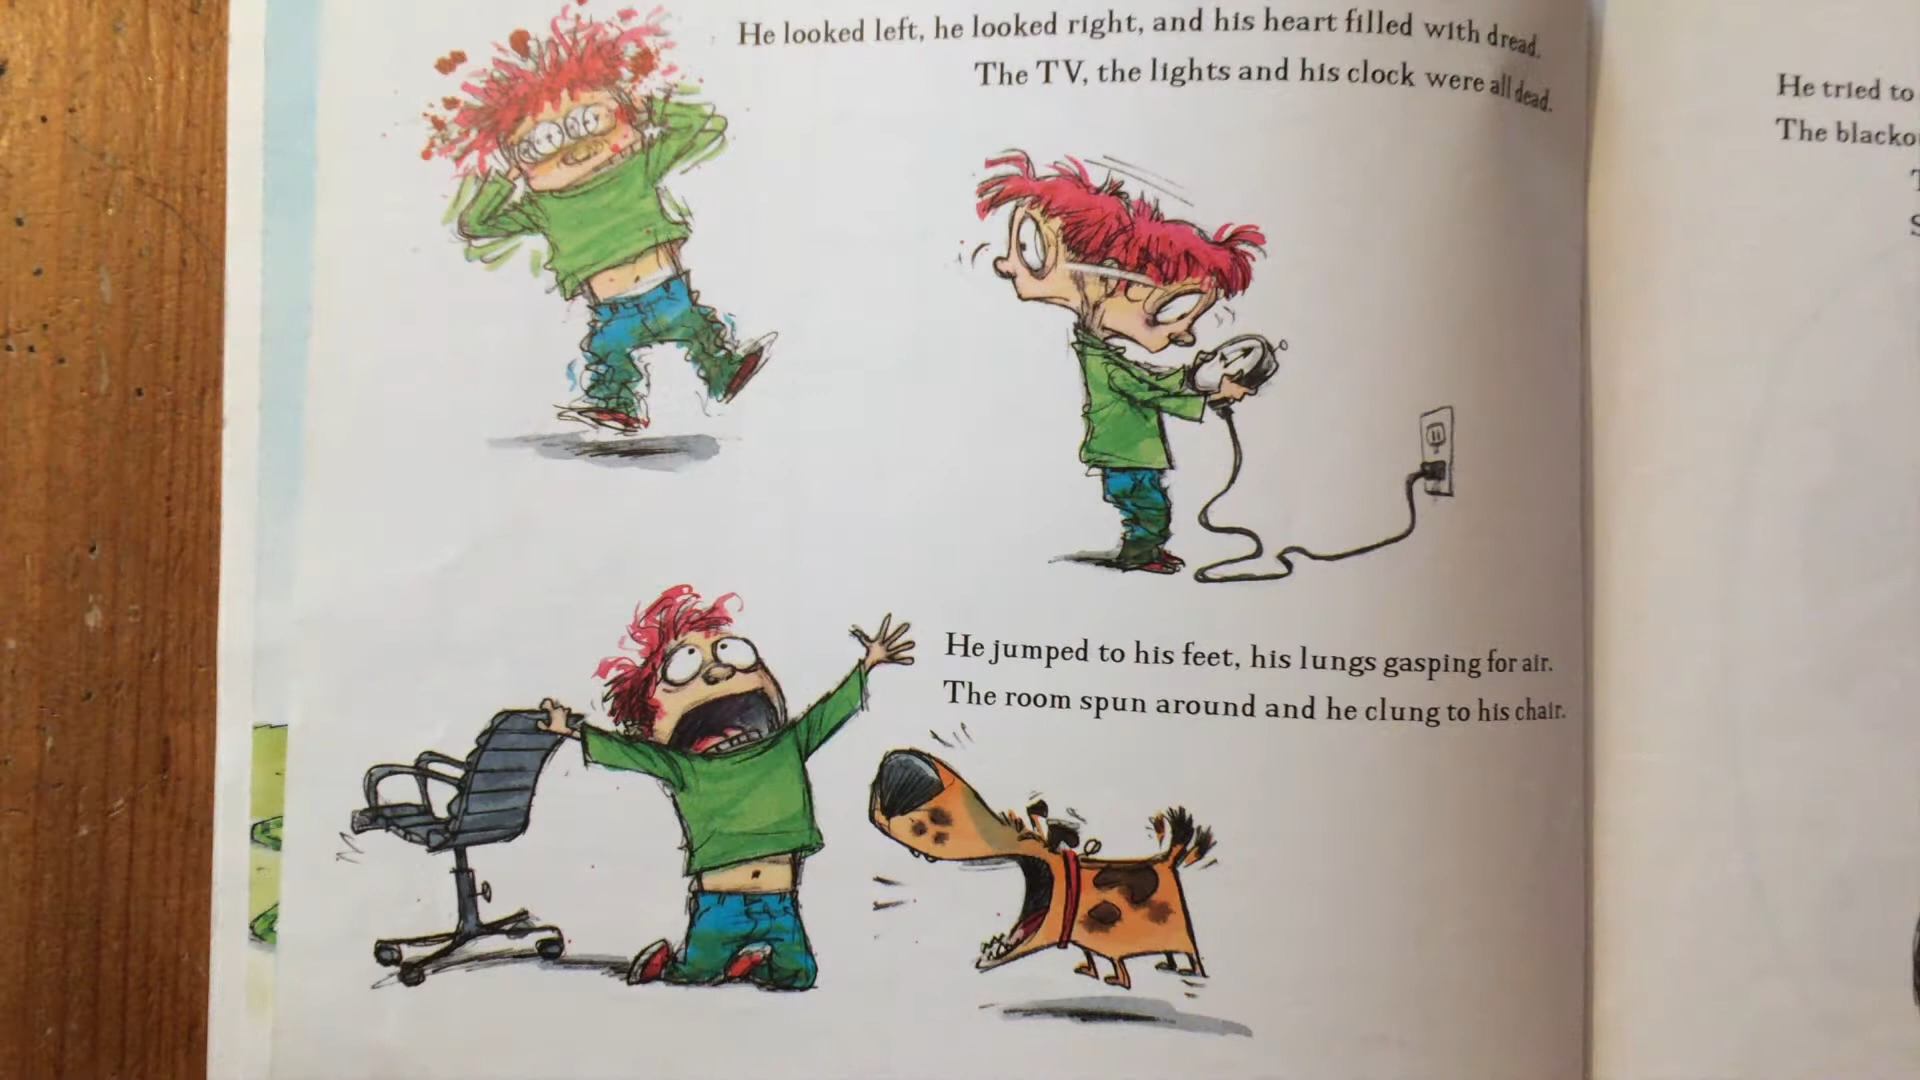 He looked left, he looked right, and his heart filled with dread.
The TV, the lights and his clock were all dead.
He jumped to his feet, his lungs gasping for air.
The room spun around and he clung to his chair.
He tried to
The blacko